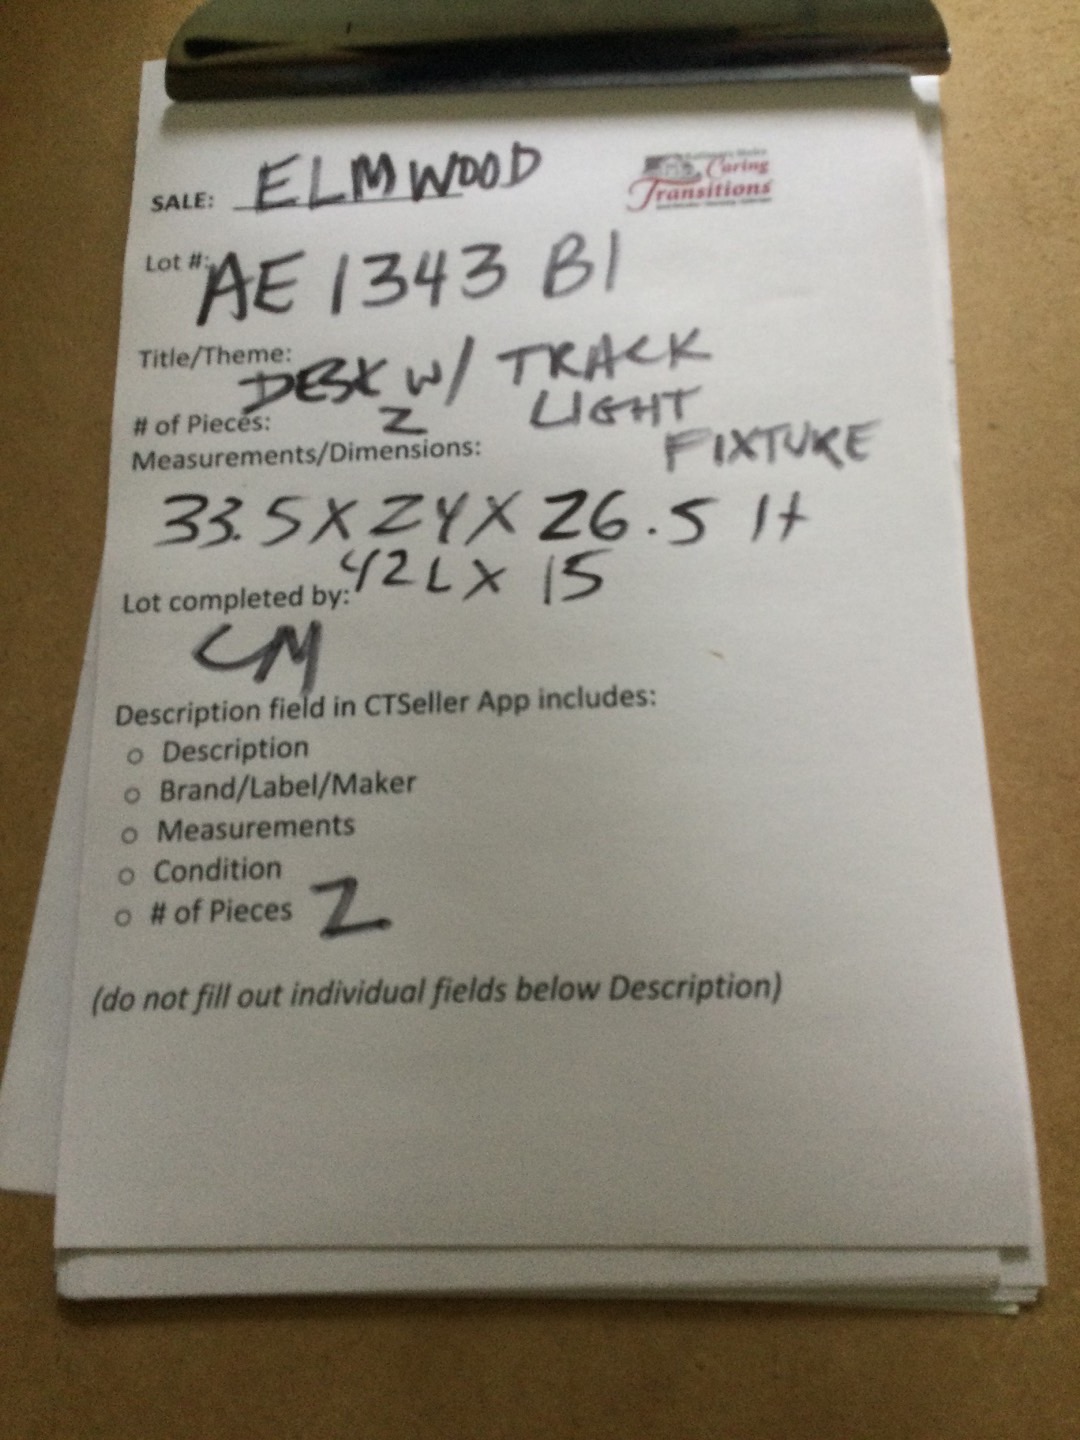 SALE: ELMWOOD
Caring
Transitions
Lot #: AE 1343 B1
Title/Theme: DESK W/ TRACK
LIGHT
FIXTURE
# of Pieces: 2
Measurements/Dimensions:
33.5 X 24 X 26.5 H
42 L X 15
Lot completed by:
CM
Description field in CTSeller App includes:
o Description
o Brand/Label/Maker
o Measurements
o Condition
o # of Pieces 2
(do not fill out individual fields below Description)